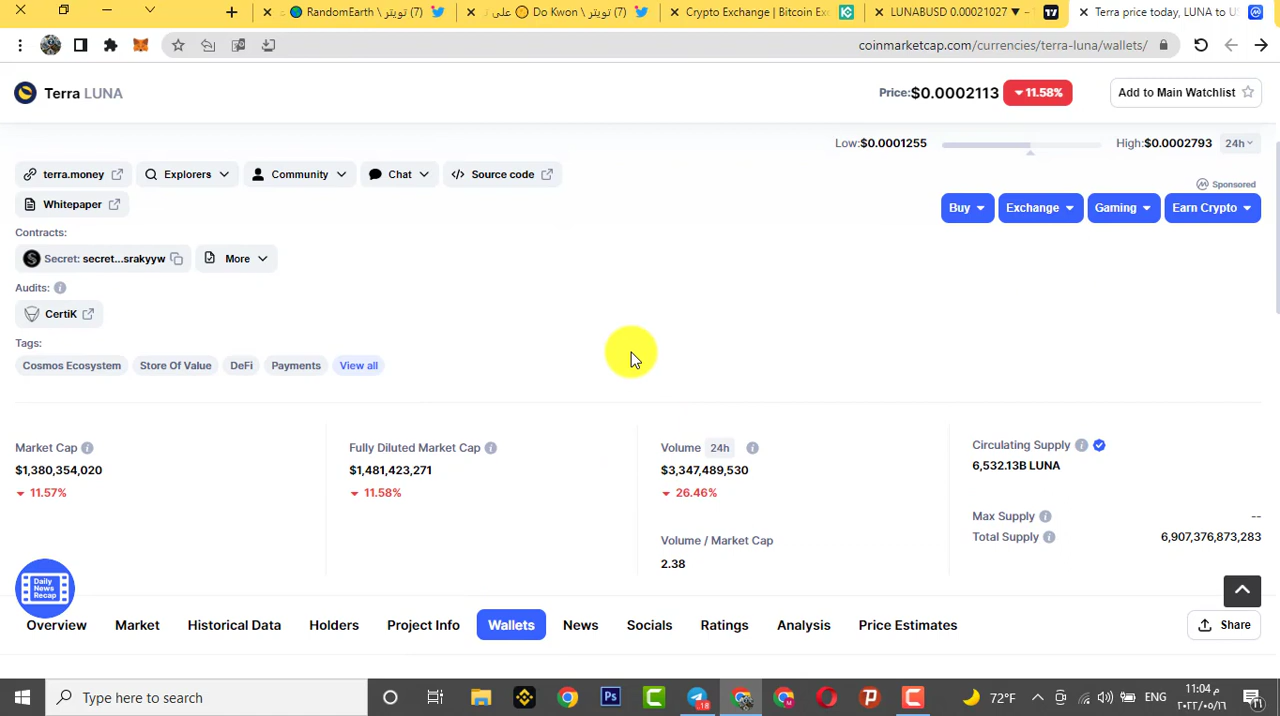 (7) تويتر \ RandomEarth
(7) تويتر \ Do Kwon على ت
Crypto Exchange | Bitcoin Exc
LUNABUSD 0.00021027 ▼ –
Terra price today, LUNA to US
coinmarketcap.com/currencies/terra-luna/wallets/
Terra LUNA
Price:$0.0002113
11.58%
Add to Main Watchlist
Low:$0.0001255
High:$0.0002793
24h
terra.money
Explorers
Community
Chat
Source code
Sponsored
Whitepaper
Buy
Exchange
Gaming
Earn Crypto
Contracts:
Secret: secret...srakyyw
More
Audits:
CertiK
Tags:
Cosmos Ecosystem
Store Of Value
DeFi
Payments
View all
Market Cap
$1,380,354,020
11.57%
Fully Diluted Market Cap
$1,481,423,271
11.58%
Volume 24h
$3,347,489,530
26.46%
Volume / Market Cap
2.38
Circulating Supply
6,532.13B LUNA
Max Supply --
Total Supply 6,907,376,873,283
Daily
News
Recap
Overview
Market
Historical Data
Holders
Project Info
Wallets
News
Socials
Ratings
Analysis
Price Estimates
Share
Type here to search
Ps
18
72°F
ENG
11:04 م
11